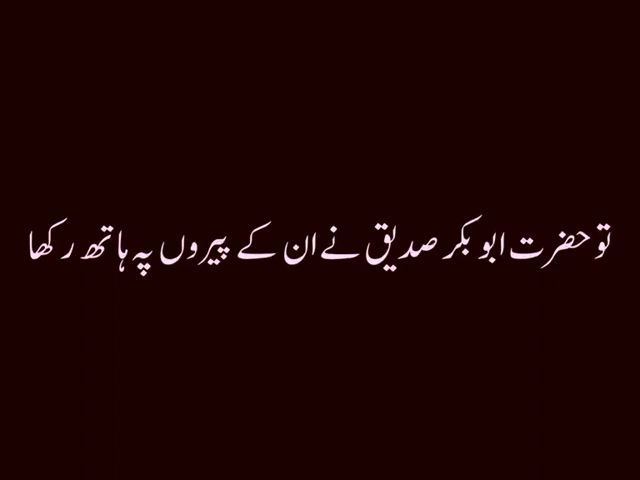 تو حضرت ابو بکر صدیق نے ان کے پیروں پہ ہاتھ رکھا